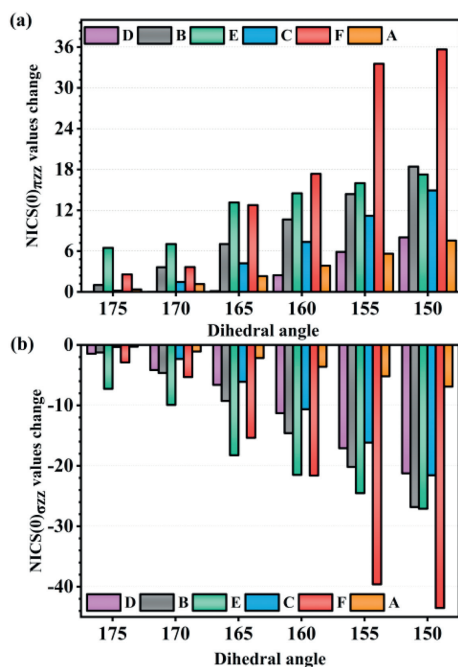 (a)
D B E C F A
36
30
24
18
12
6
0
NICS(0)πzz values change
175 170 165 160 155 150
Dihedral angle
(b)
0
-10
-20
-30
-40
NICS(0)σzz values change
D B E C F A
175 170 165 160 155 150
Dihedral angle